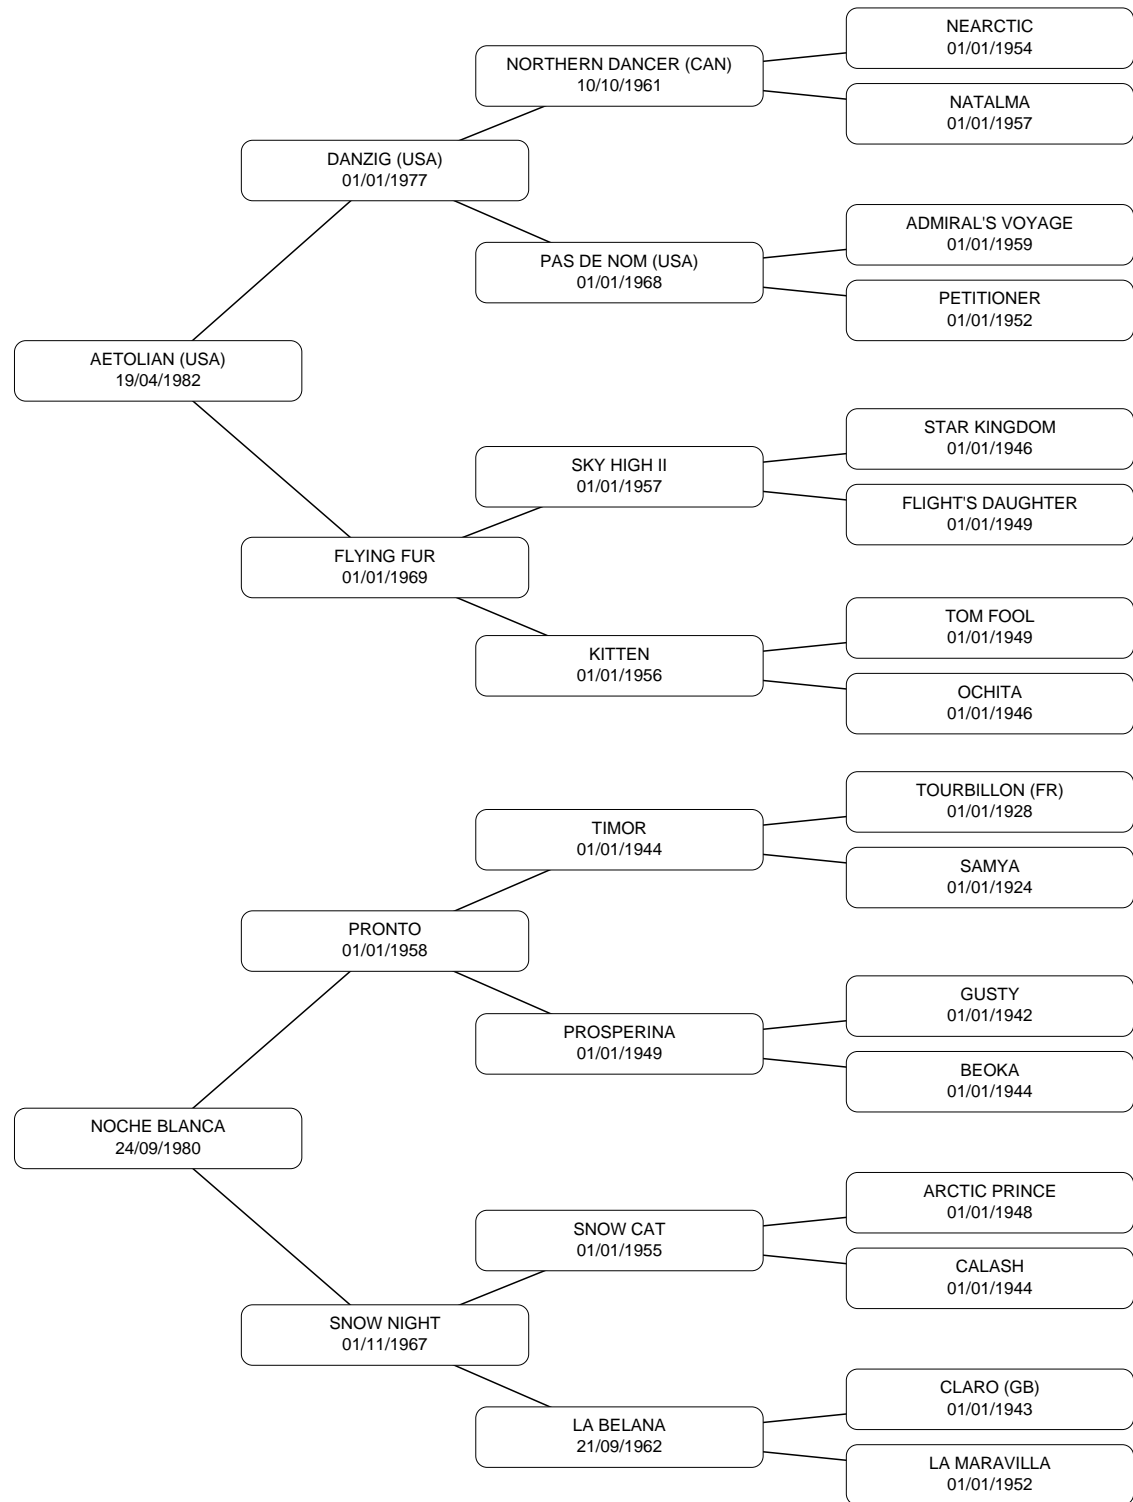 NEARCTIC
01/01/1954
NORTHERN DANCER (CAN)
10/10/1961
NATALMA
01/01/1957
DANZIG (USA)
01/01/1977
ADMIRAL'S VOYAGE
01/01/1959
PAS DE NOM (USA)
01/01/1968
PETITIONER
01/01/1952
AETOLIAN (USA)
19/04/1982
STAR KINGDOM
01/01/1946
SKY HIGH II
01/01/1957
FLIGHT'S DAUGHTER
01/01/1949
FLYING FUR
01/01/1969
TOM FOOL
01/01/1949
KITTEN
01/01/1956
OCHITA
01/01/1946
TOURBILLON (FR)
01/01/1928
TIMOR
01/01/1944
SAMYA
01/01/1924
PRONTO
01/01/1958
GUSTY
01/01/1942
PROSPERINA
01/01/1949
BEOKA
01/01/1944
NOCHE BLANCA
24/09/1980
ARCTIC PRINCE
01/01/1948
SNOW CAT
01/01/1955
CALASH
01/01/1944
SNOW NIGHT
01/11/1967
CLARO (GB)
01/01/1943
LA BELANA
21/09/1962
LA MARAVILLA
01/01/1952